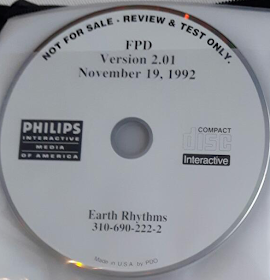 NOT FOR SALE - REVIEW & TEST ONLY.
FPD
Version 2.01
November 19, 1992
PHILIPS
INTERACTIVE
MEDIA
OF AMERICA
COMPACT
disc
Interactive
Earth Rhythms
310-690-222-2
Made in U.S.A. by PDO